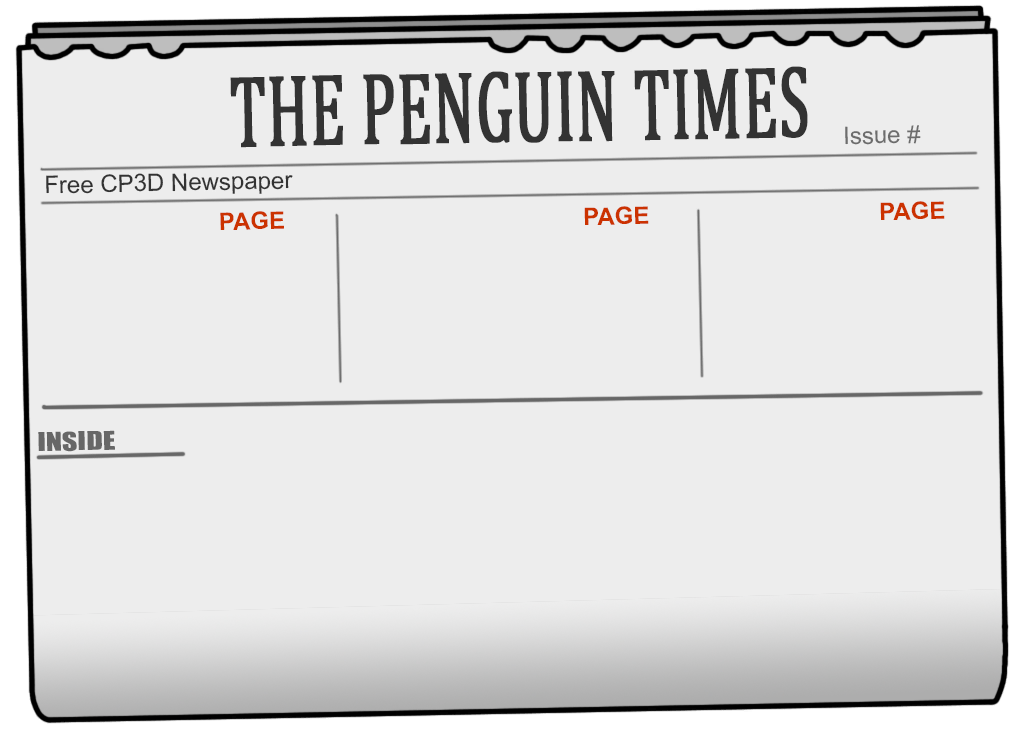 THE PENGUIN TIMES
Issue #
Free CP3D Newspaper
PAGE
PAGE
PAGE
INSIDE